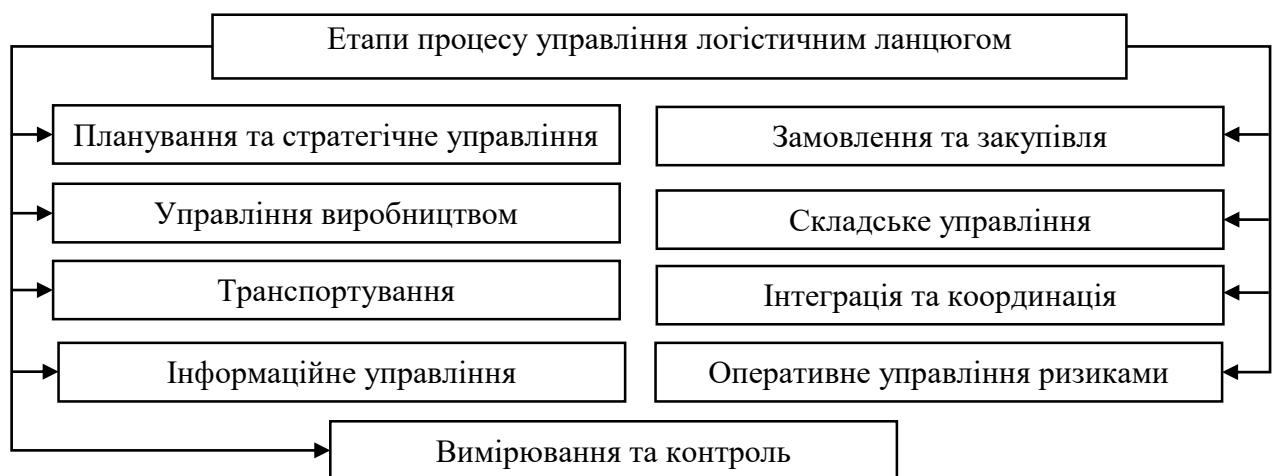 Етапи процесу управління логістичним ланцюгом
Планування та стратегічне управління
Замовлення та закупівля
Управління виробництвом
Складське управління
Транспортування
Інтеграція та координація
Інформаційне управління
Оперативне управління ризиками
Вимірювання та контроль